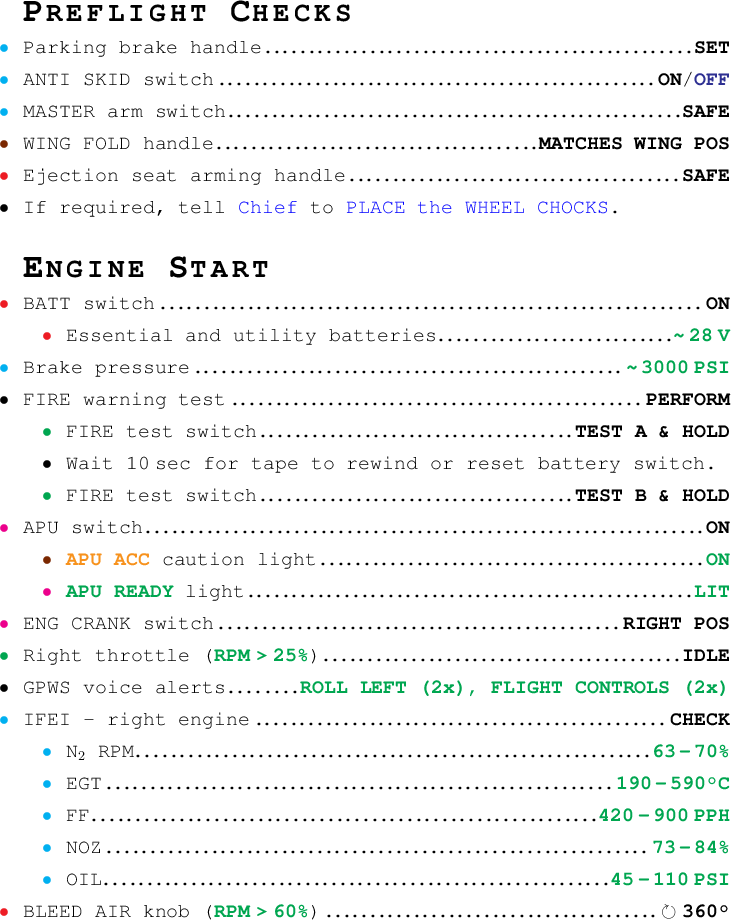 PREFLIGHT CHECKS
• Parking brake handle..................................................SET
• ANTI SKID switch..................................................ON/OFF
• MASTER arm switch..................................................SAFE
• WING FOLD handle....................................MATCHES WING POS
• Ejection seat arming handle.....................................SAFE
• If required, tell Chief to PLACE the WHEEL CHOCKS.
ENGINE START
• BATT switch..............................................................ON
• Essential and utility batteries...........................~28 V
• Brake pressure.................................................~3000 PSI
• FIRE warning test...............................................PERFORM
• FIRE test switch...................................TEST A & HOLD
• Wait 10 sec for tape to rewind or reset battery switch.
• FIRE test switch...................................TEST B & HOLD
• APU switch................................................................ON
• APU ACC caution light...........................................ON
• APU READY light..................................................LIT
• ENG CRANK switch..............................................RIGHT POS
• Right throttle (RPM > 25%).........................................IDLE
• GPWS voice alerts........ROLL LEFT (2x), FLIGHT CONTROLS (2x)
• IFEI – right engine...............................................CHECK
• N₂ RPM..........................................................63–70%
• EGT.........................................................190–590°C
• FF.........................................................420–900 PPH
• NOZ.............................................................73–84%
• OIL.........................................................45–110 PSI
• BLEED AIR knob (RPM > 60%)......................................↻ 360°